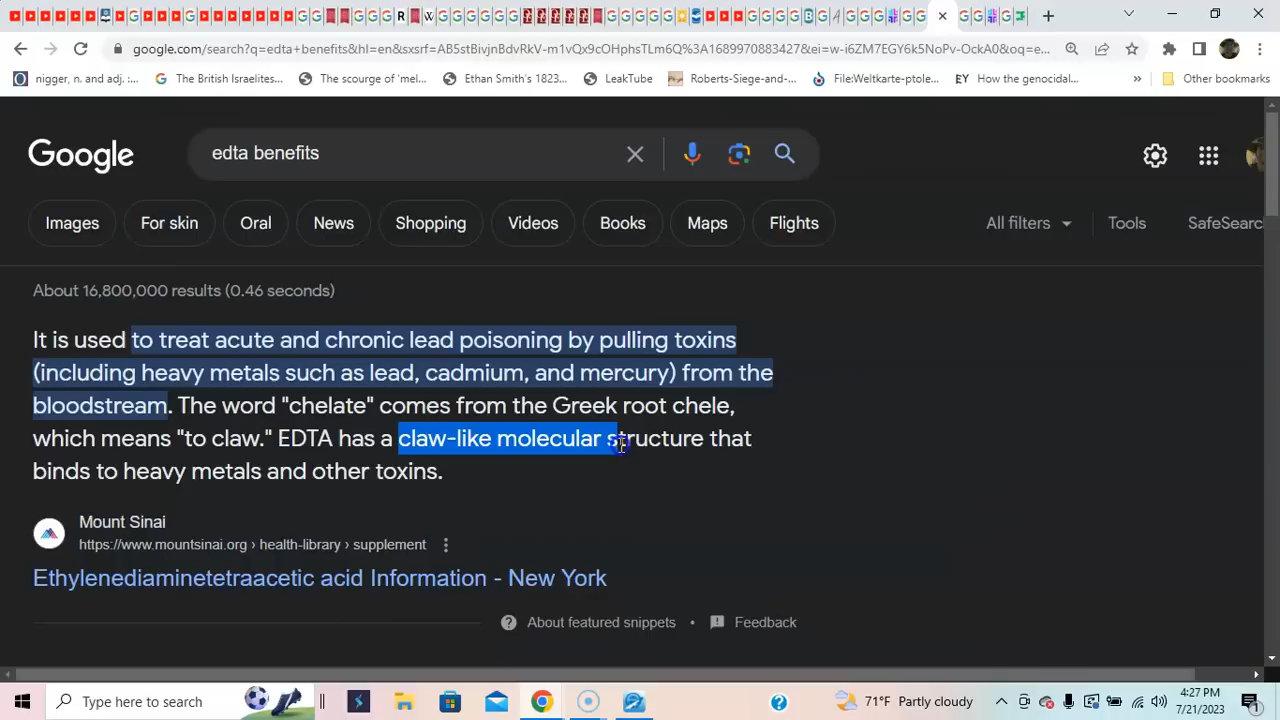 google.com/search?q=edta+benefits&hl=en&sxsrf=AB5stBjsjnBdvKkV-m1vQx9cOHphsTLm6Q%3A1689970883427&ei=w-i6ZM7EGY6k5NoPv-OckA0&oq=e...
nigger, n. and adj. :... The British Israelites... The scourge of 'mel... Ethan Smith's 1823... LeakTube Roberts-Siege-and-... File:Weltkarte-ptole... EY How the genocidal... » Other bookmarks
Google edta benefits
Images For skin Oral News Shopping Videos Books Maps Flights All filters Tools SafeSearc
About 16,800,000 results (0.46 seconds)
It is used to treat acute and chronic lead poisoning by pulling toxins
(including heavy metals such as lead, cadmium, and mercury) from the
bloodstream. The word "chelate" comes from the Greek root chele,
which means "to claw." EDTA has a claw-like molecular structure that
binds to heavy metals and other toxins.
Mount Sinai
https://www.mountsinai.org › health-library › supplement
Ethylenediaminetetraacetic acid Information - New York
About featured snippets • Feedback
Type here to search 71°F Partly cloudy 4:27 PM
7/21/2023